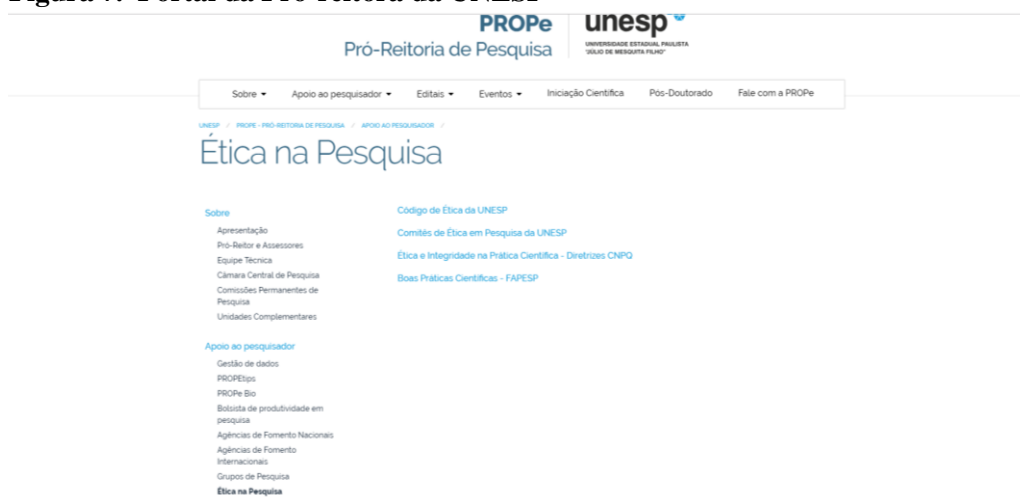 Figura 7: Portal da Pró-reitora da UNESP
PROPe
Pró-Reitoria de Pesquisa
unesp
UNIVERSIDADE ESTADUAL PAULISTA
"JÚLIO DE MESQUITA FILHO"
Sobre Apoio ao pesquisador Editais Eventos Iniciação Científica Pós-Doutorado Fale com a PROPe
UNESP / PROPE - PRÓ-REITORIA DE PESQUISA / APOIO AO PESQUISADOR /
Ética na Pesquisa
Sobre
Apresentação
Pró-Reitor e Assessores
Equipe Técnica
Câmara Central de Pesquisa
Comissões Permanentes de
Pesquisa
Unidades Complementares
Apoio ao pesquisador
Gestão de dados
PROPEtips
PROPe Bio
Bolsista de produtividade em
pesquisa
Agências de Fomento Nacionais
Agências de Fomento
Internacionais
Grupos de Pesquisa
Ética na Pesquisa
Código de Ética da UNESP
Comitês de Ética em Pesquisa da UNESP
Ética e Integridade na Prática Científica - Diretrizes CNPQ
Boas Práticas Científicas - FAPESP